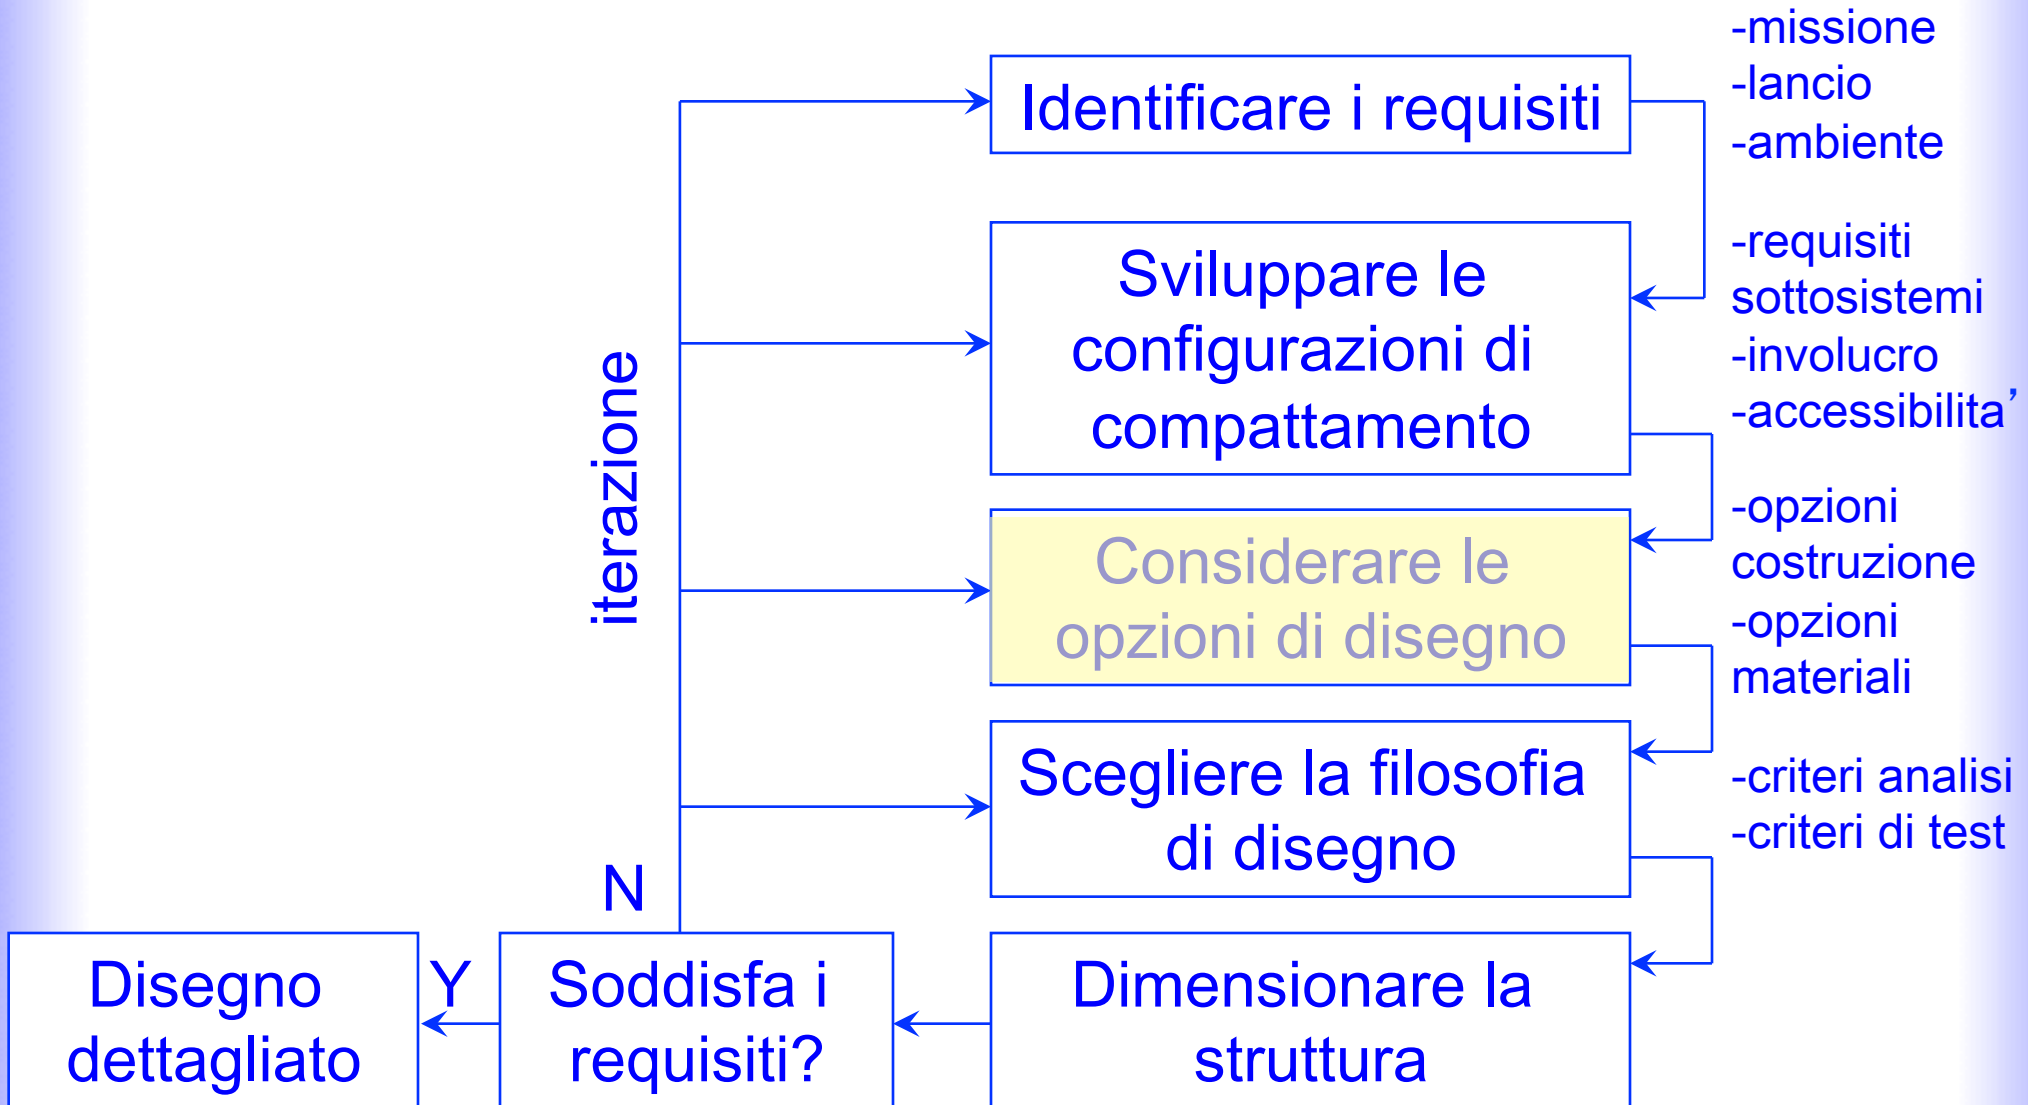 Identificare i requisiti
-missione
-lancio
-ambiente
Sviluppare le
configurazioni di
compattamento
-requisiti
sottosistemi
-involucro
-accessibilita’
iterazione
Considerare le
opzioni di disegno
-opzioni
costruzione
-opzioni
materiali
Scegliere la filosofia
di disegno
-criteri analisi
-criteri di test
N
Disegno
dettagliato
Y
Soddisfa i
requisiti?
Dimensionare la
struttura